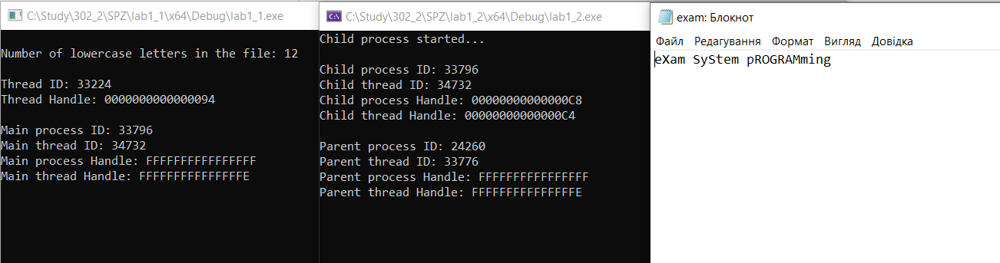 C:\Study\302_2\SPZ\lab1_1\x64\Debug\lab1_1.exe
Number of lowercase letters in the file: 12
Thread ID: 33224
Thread Handle: 0000000000000094
Main process ID: 33796
Main thread ID: 34732
Main process Handle: FFFFFFFFFFFFFFFF
Main thread Handle: FFFFFFFFFFFFFFFE
C:\Study\302_2\SPZ\lab1_2\x64\Debug\lab1_2.exe
Child process started...
Child process ID: 33796
Child thread ID: 34732
Child process Handle: 00000000000000C8
Child thread Handle: 00000000000000C4
Parent process ID: 24260
Parent thread ID: 33776
Parent process Handle: FFFFFFFFFFFFFFFF
Parent thread Handle: FFFFFFFFFFFFFFFE
exam: Блокнот
Файл Редагування Формат Вигляд Довідка
eXam SyStem pROGRAMming